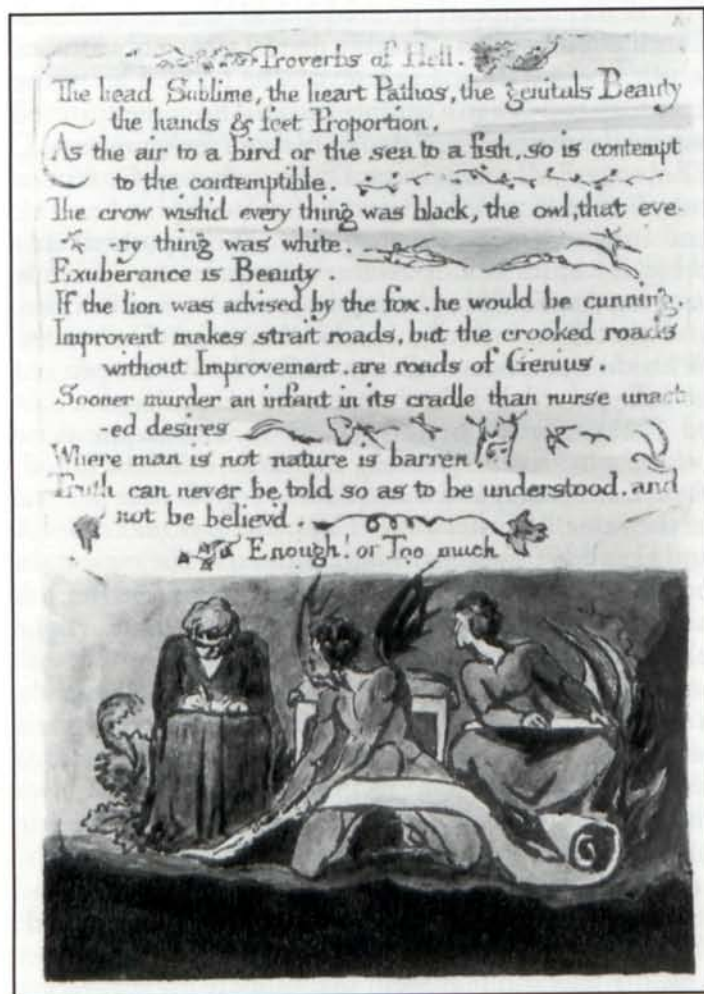 Proverbs of Hell.
The head Sublime, the heart Pathos, the genitals Beauty
the hands & feet Proportion.
As the air to a bird or the sea to a fish, so is contempt
to the contemptible.
The crow wish'd every thing was black, the owl, that eve-
-ry thing was white.
Exuberance is Beauty.
If the lion was advised by the fox. he would be cunning.
Improvent makes strait roads, but the crooked roads
without Improvement, are roads of Genius.
Sooner murder an infant in its cradle than nurse unact-
-ed desires
Where man is not nature is barren
Truth can never be told so as to be understood. and
not be believ'd.
Enough! or Too much